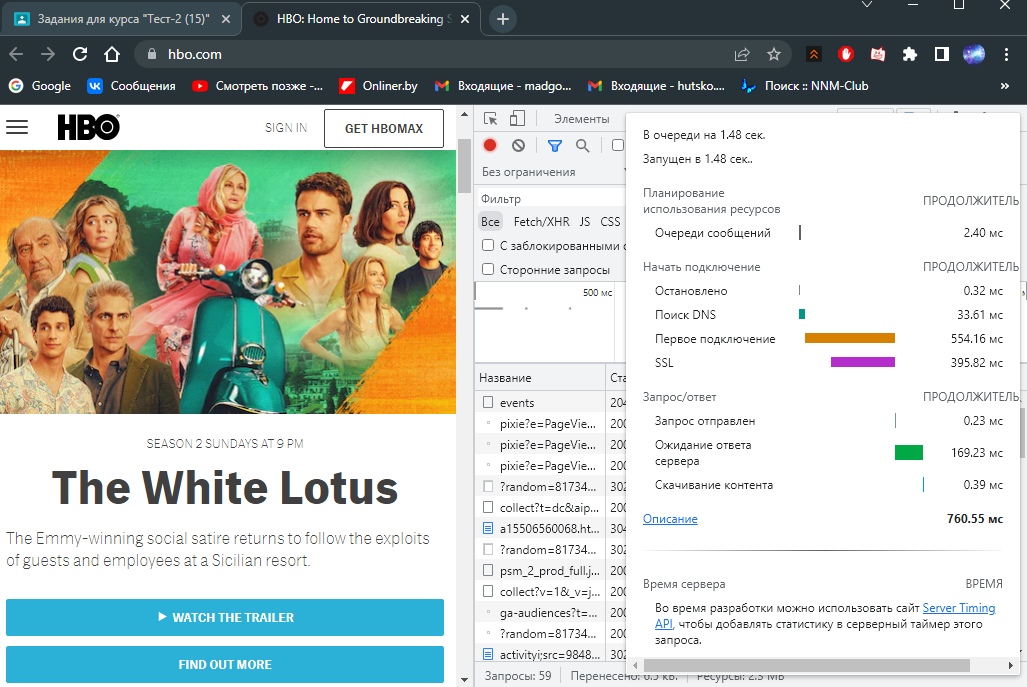 Задания для курса "Тест-2 (15)"
HBO: Home to Groundbreaking S
hbo.com
Google
Сообщения
Смотреть позже -...
Onliner.by
Входящие - madgo...
Входящие - hutsko....
Поиск :: NNM-Club
»
HBO
SIGN IN
GET HBOMAX
SEASON 2 SUNDAYS AT 9 PM
The White Lotus
The Emmy-winning social satire returns to follow the exploits
of guests and employees at a Sicilian resort.
WATCH THE TRAILER
FIND OUT MORE
Элементы
Без ограничения
Фильтр
Все Fetch/XHR JS CSS
С заблокированными
Сторонние запросы
500 мс
Название Ста
events 204
pixie?e=PageVie... 200
pixie?e=PageVie... 200
pixie?e=PageVie... 200
?random=81734... 302
collect?t=dc&aip... 200
a15506560068.ht... 304
?random=81734... 302
psm_2_prod_full.j... 200
collect?v=1&_v=j... 200
ga-audiences?t=... 200
?random=81734... 302
activityi;src=9848... 302
Запросы: 59 Перенесено: 6.5 кБ. Ресурсы: 2.3 МБ
В очереди на 1.48 сек.
Запущен в 1.48 сек..
Планирование
использования ресурсов
ПРОДОЛЖИТЕЛЬ
Очереди сообщений 2.40 мс
Начать подключение ПРОДОЛЖИТЕЛЬ
Остановлено 0.32 мс
Поиск DNS 33.61 мс
Первое подключение 554.16 мс
SSL 395.82 мс
Запрос/ответ ПРОДОЛЖИТЕЛЬ
Запрос отправлен 0.23 мс
Ожидание ответа
сервера
169.23 мс
Скачивание контента 0.39 мс
Описание 760.55 мс
Время сервера ВРЕМЯ
Во время разработки можно использовать сайт Server Timing
API, чтобы добавлять статистику в серверный таймер этого
запроса.